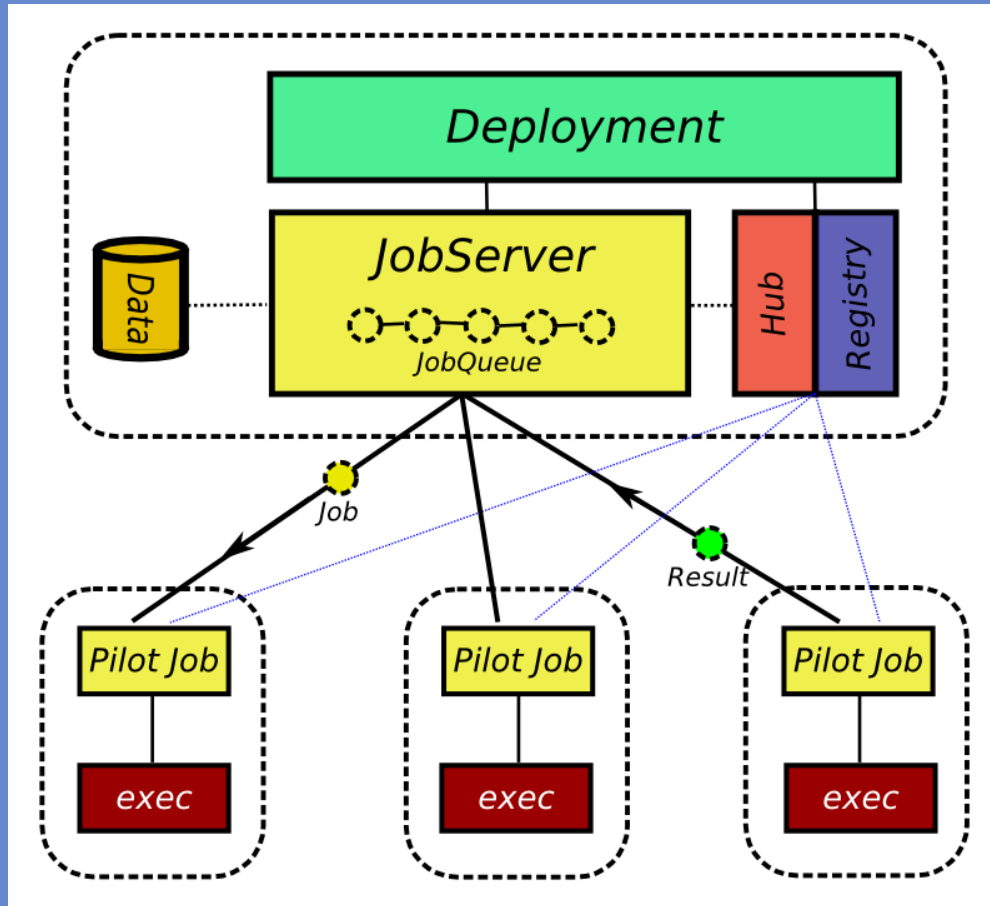 Deployment
JobServer
JobQueue
Data
Hub
Registry
Job
Result
Pilot Job
Pilot Job
Pilot Job
exec
exec
exec